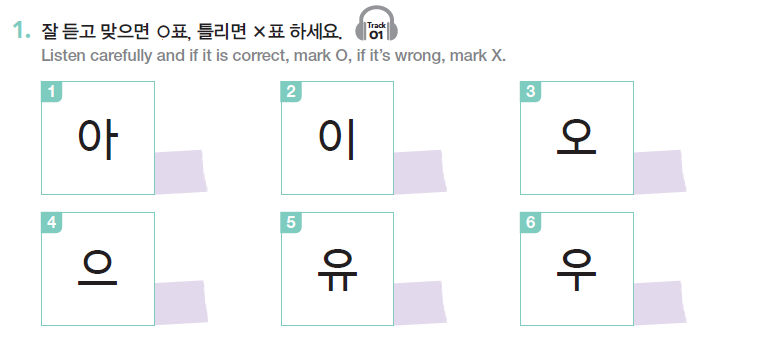 1. 잘 듣고 맞으면 ○표, 틀리면 ×표 하세요. Track 01
Listen carefully and if it is correct, mark O, if it's wrong, mark X.
1 2 3
아 이 오
4 5 6
으 유 우